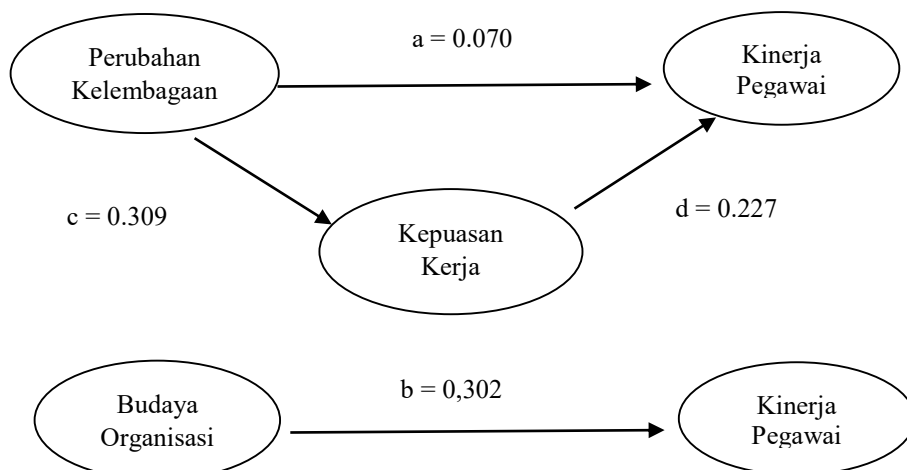 a = 0.070
Perubahan
Kelembagaan
Kinerja
Pegawai
c = 0.309
d = 0.227
Kepuasan
Kerja
b = 0,302
Budaya
Organisasi
Kinerja
Pegawai